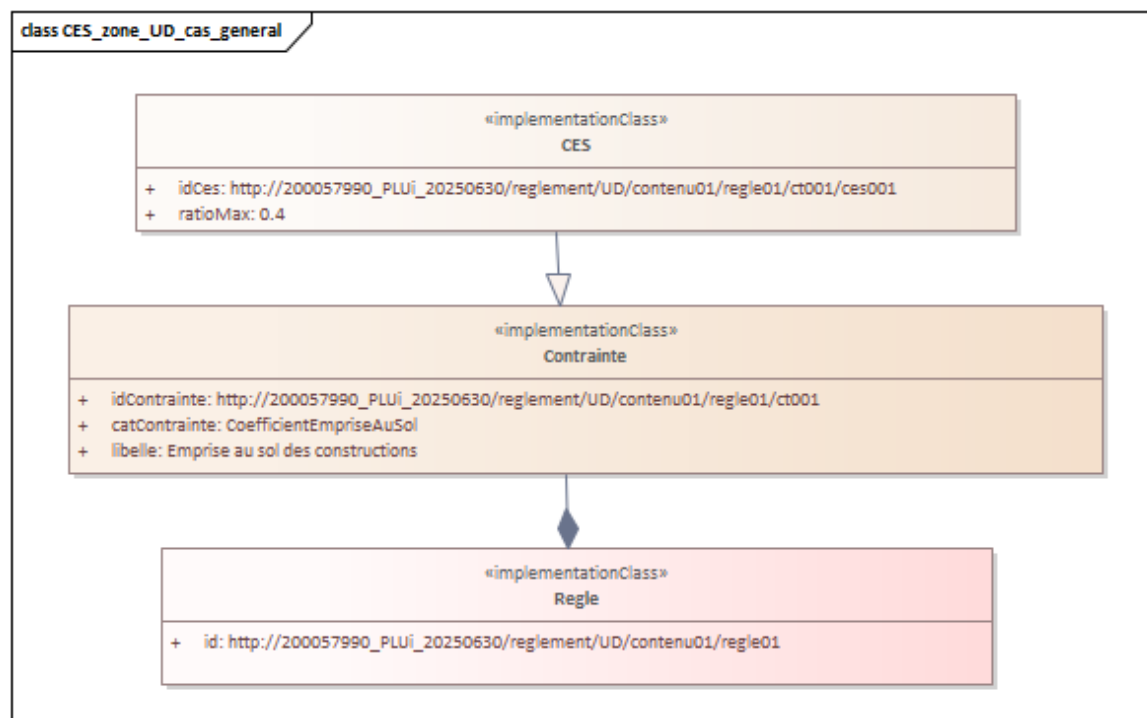 class CES_zone_UD_cas_general
«implementationClass»
CES
+ idCes: http://200057990_PLUi_20250630/reglement/UD/contenu01/regle01/ct001/ces001
+ ratioMax: 0.4
«implementationClass»
Contrainte
+ idContrainte: http://200057990_PLUi_20250630/reglement/UD/contenu01/regle01/ct001
+ catContrainte: CoefficientEmpriseAuSol
+ libelle: Emprise au sol des constructions
«implementationClass»
Regle
+ id: http://200057990_PLUi_20250630/reglement/UD/contenu01/regle01